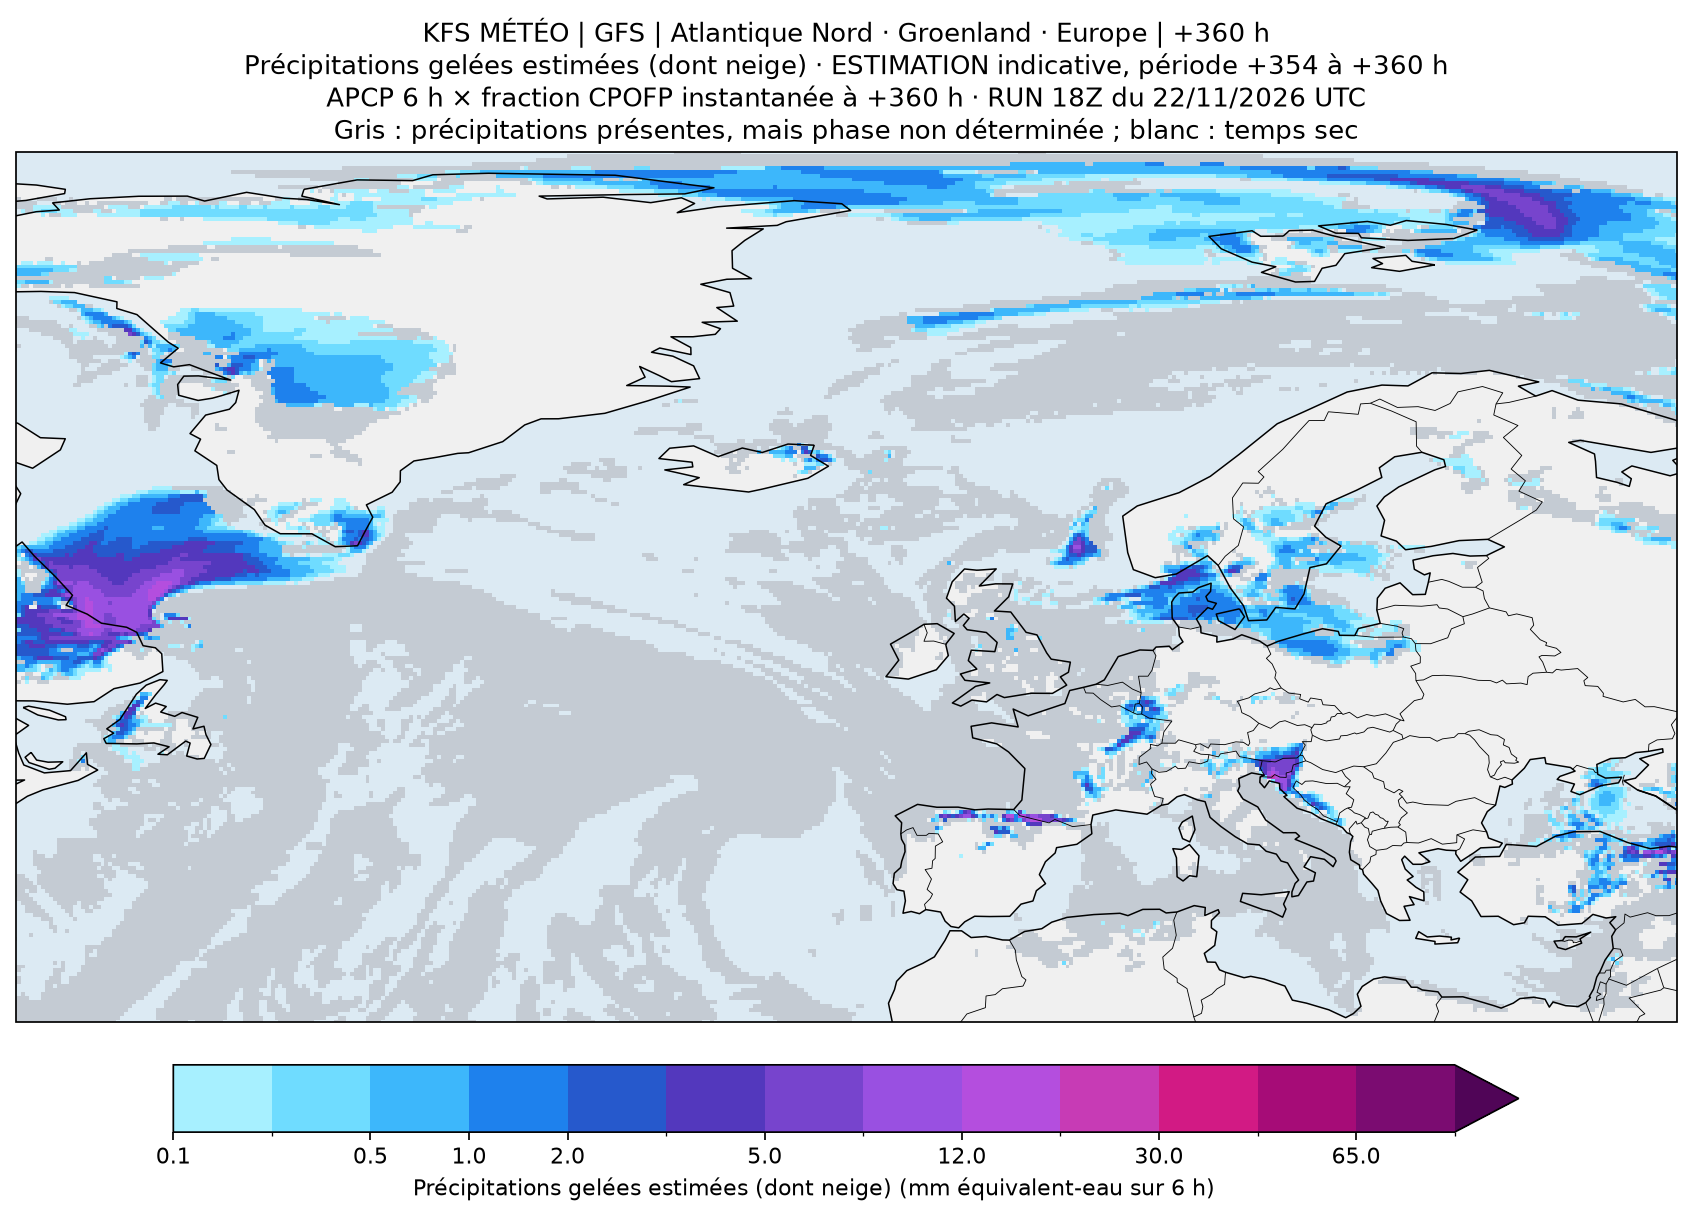 KFS MÉTÉO | GFS | Atlantique Nord · Groenland · Europe | +360 h
Précipitations gelées estimées (dont neige) · ESTIMATION indicative, période +354 à +360 h
APCP 6 h × fraction CPOFP instantanée à +360 h · RUN 18Z du 22/11/2026 UTC
Gris : précipitations présentes, mais phase non déterminée ; blanc : temps sec
0.1 0.5 1.0 2.0 5.0 12.0 30.0 65.0
Précipitations gelées estimées (dont neige) (mm équivalent-eau sur 6 h)